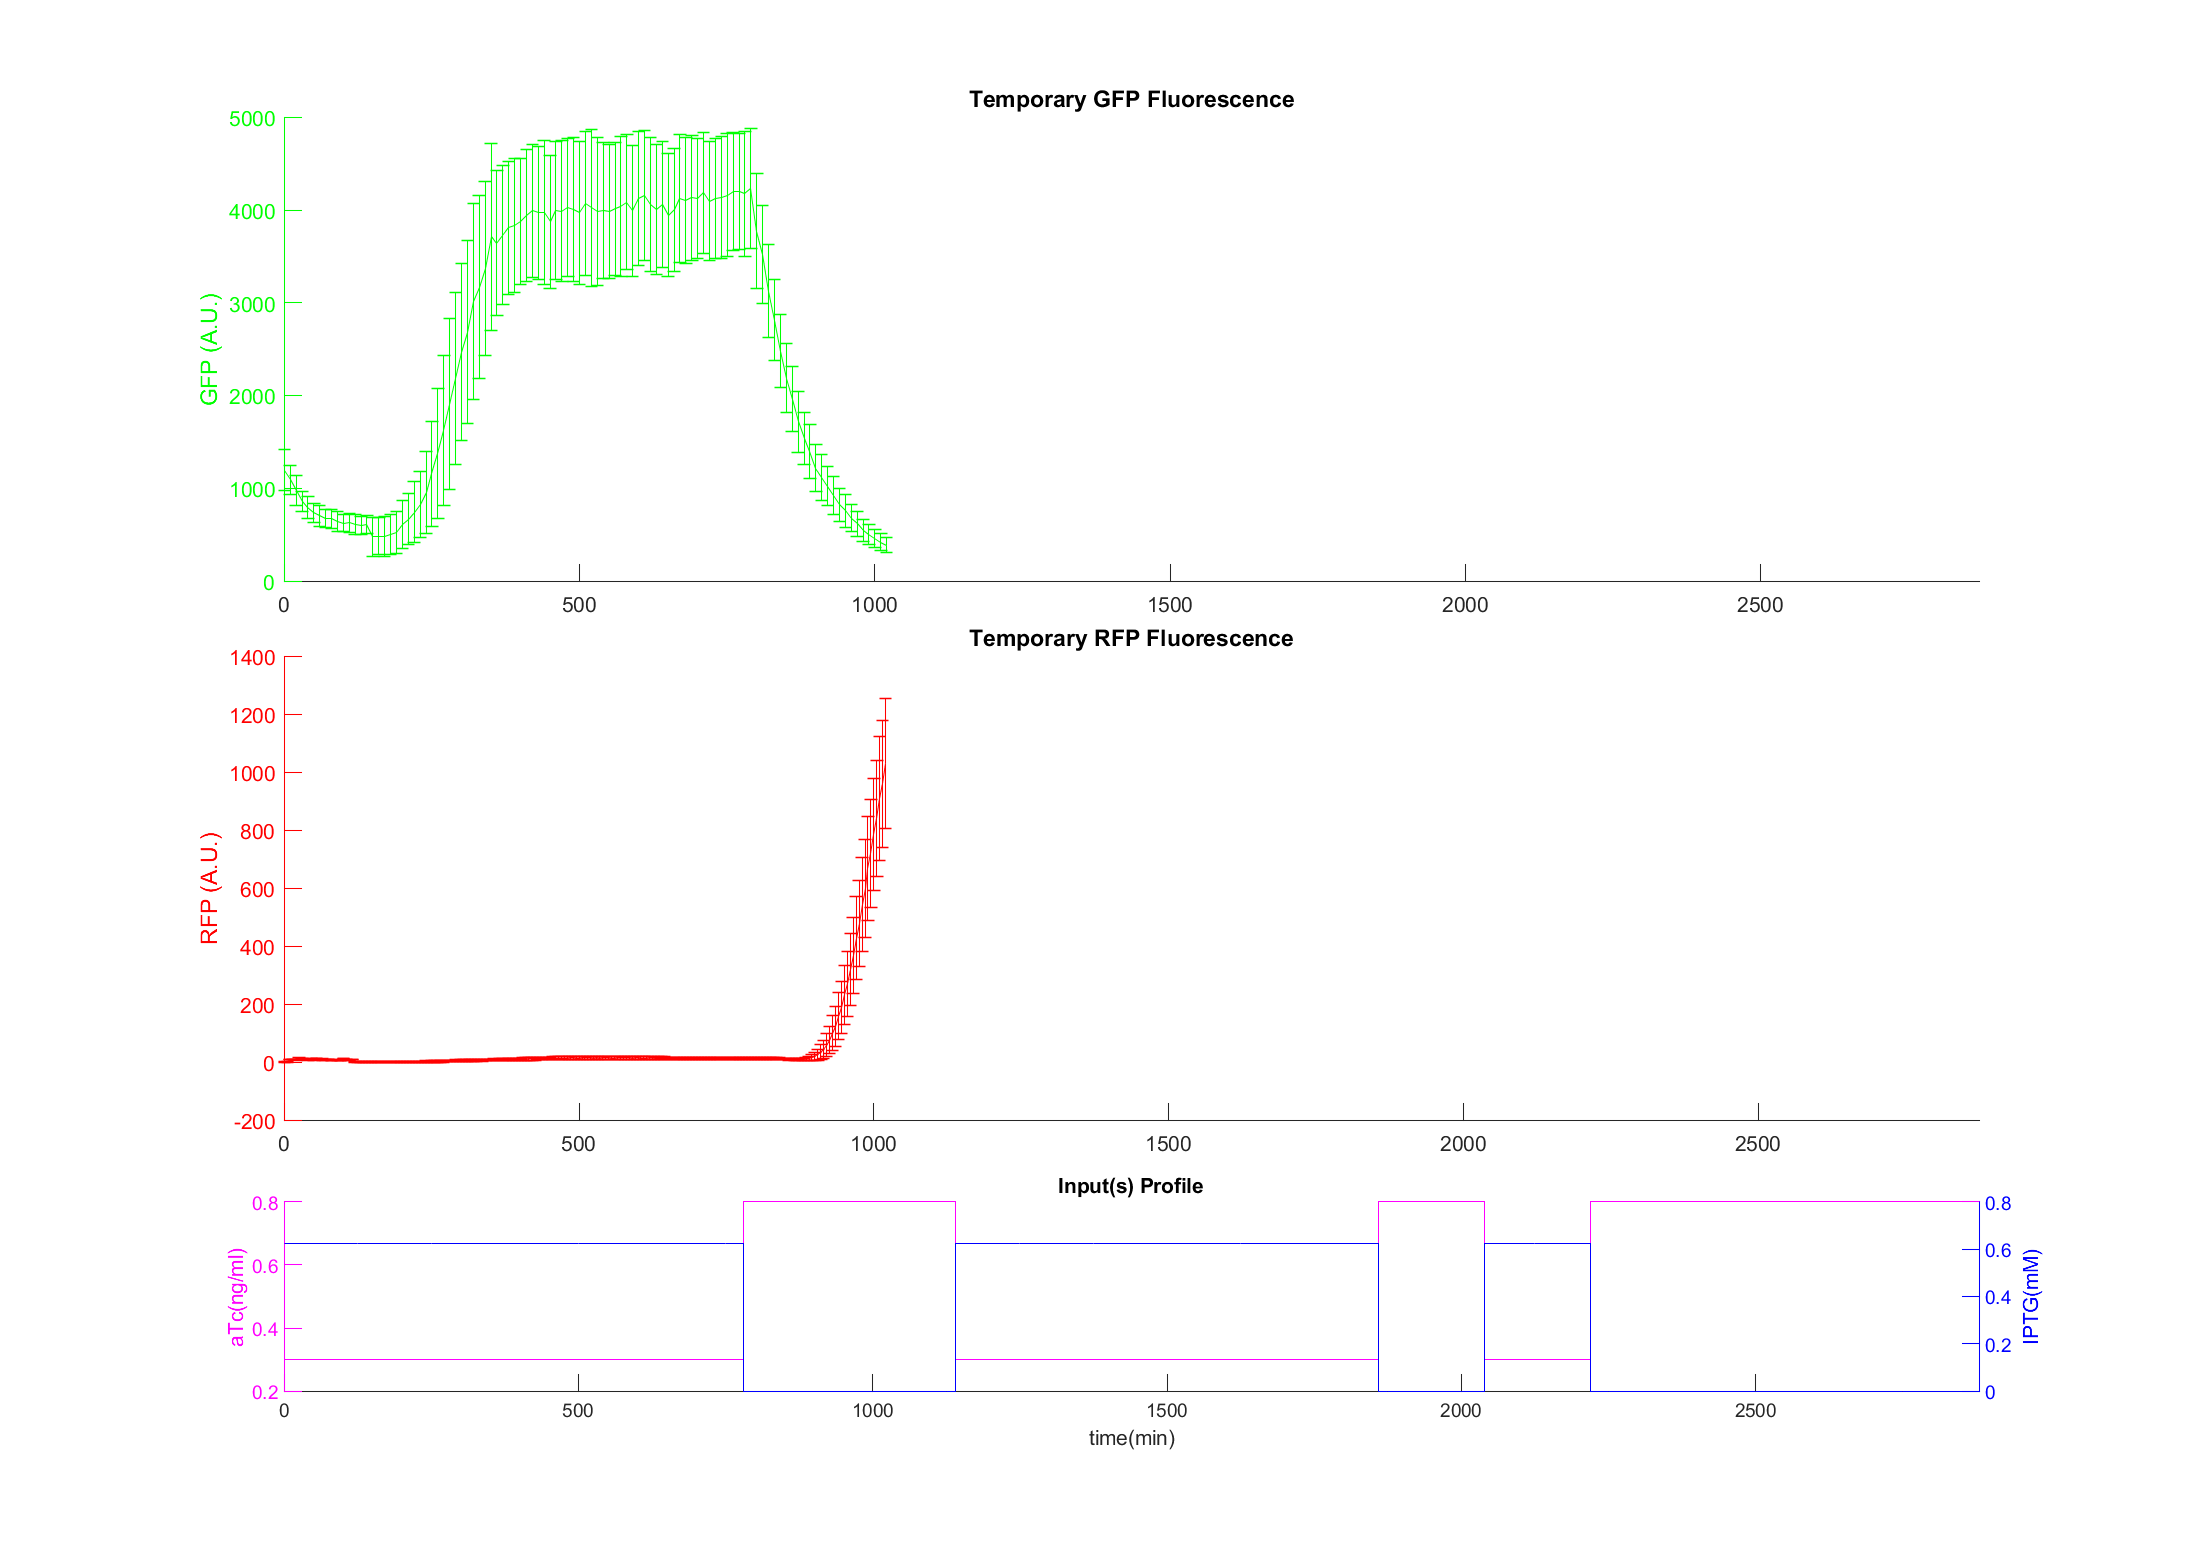 Temporary GFP Fluorescence
GFP (A.U.)
5000
4000
3000
2000
1000
0
0 500 1000 1500 2000 2500
Temporary RFP Fluorescence
RFP (A.U.)
1400
1200
1000
800
600
400
200
0
-200
0 500 1000 1500 2000 2500
Input(s) Profile
aTc(ng/ml)
0.8
0.6
0.4
0.2
0.8
0.6
0.4
0.2
0
IPTG(mM)
0 500 1000 1500 2000 2500
time(min)